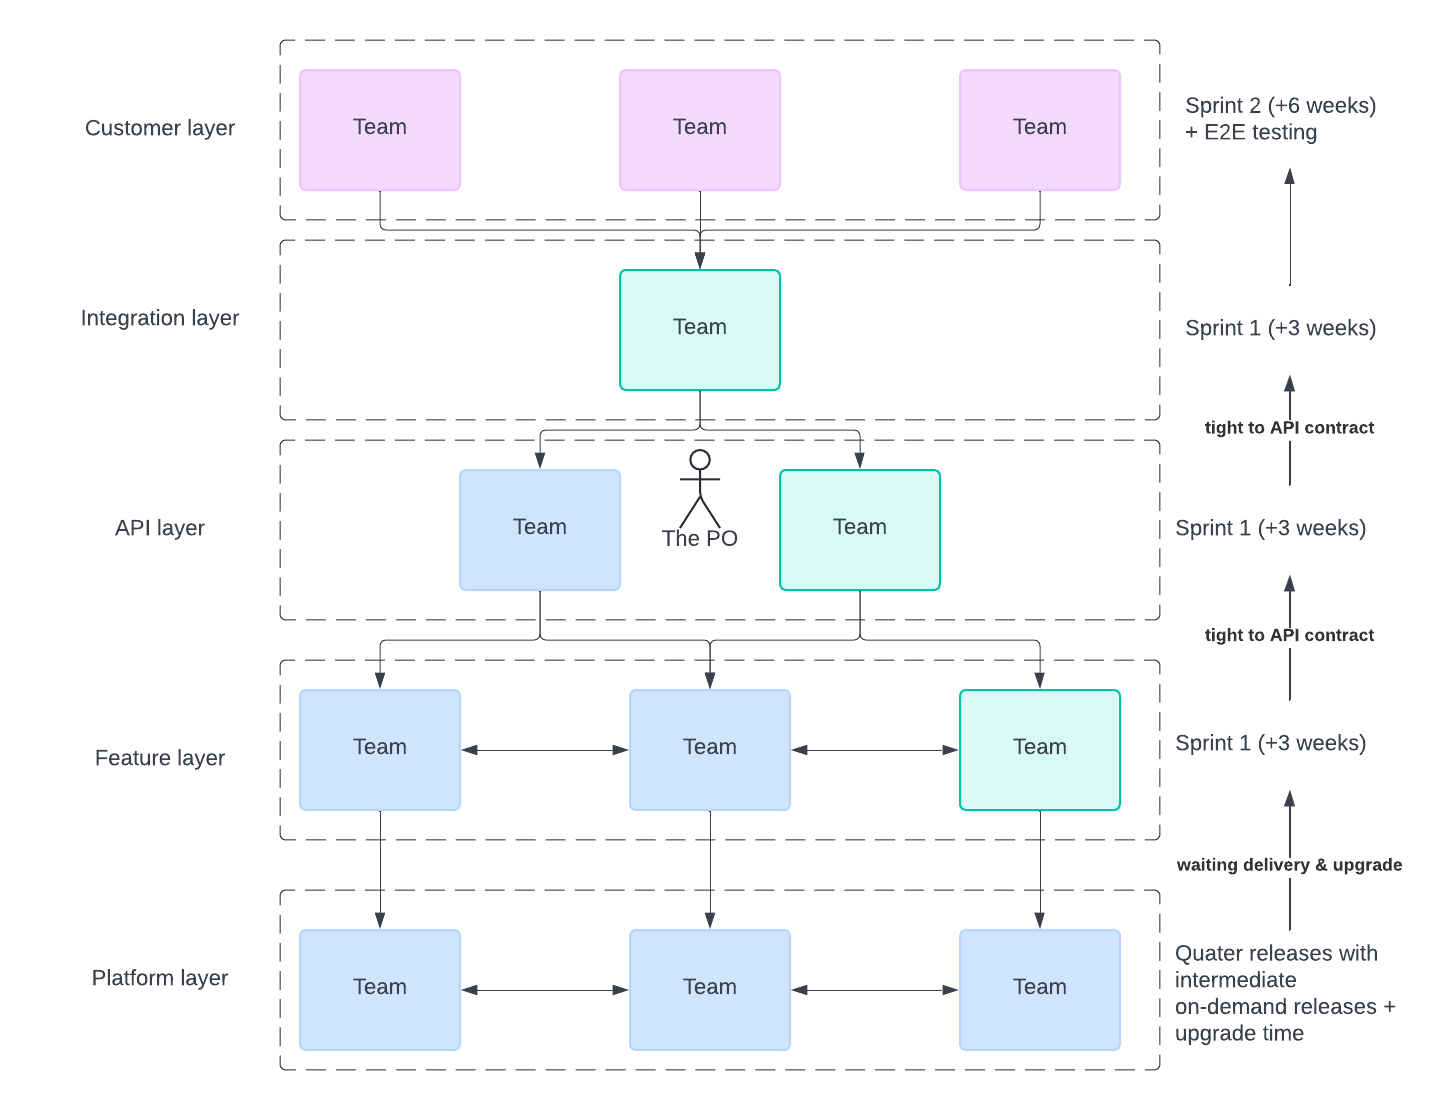 Customer layer
Team
Team
Team
Sprint 2 (+6 weeks)
+ E2E testing
Integration layer
Team
Sprint 1 (+3 weeks)
tight to API contract
API layer
Team
The PO
Team
Sprint 1 (+3 weeks)
tight to API contract
Feature layer
Team
Team
Team
Sprint 1 (+3 weeks)
waiting delivery & upgrade
Platform layer
Team
Team
Team
Quater releases with
intermediate
on-demand releases +
upgrade time